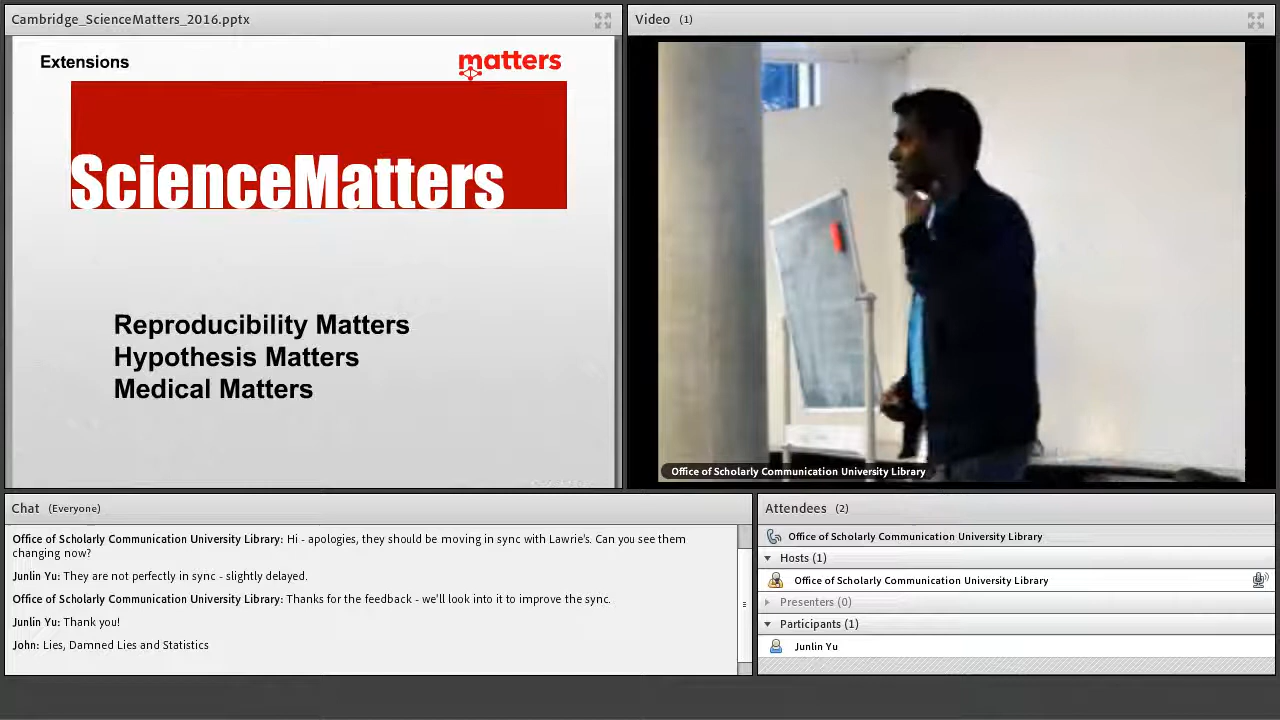 Cambridge_ScienceMatters_2016.pptx
Extensions
matters
ScienceMatters
Reproducibility Matters
Hypothesis Matters
Medical Matters
Video (1)
Office of Scholarly Communication University Library
Chat (Everyone)
Office of Scholarly Communication University Library: Hi - apologies, they should be moving in sync with Lawrie's. Can you see them
changing now?
Junlin Yu: They are not perfectly in sync - slightly delayed.
Office of Scholarly Communication University Library: Thanks for the feedback - we'll look into it to improve the sync.
Junlin Yu: Thank you!
John: Lies, Damned Lies and Statistics
Attendees (2)
Office of Scholarly Communication University Library
Hosts (1)
Office of Scholarly Communication University Library
Presenters (0)
Participants (1)
Junlin Yu